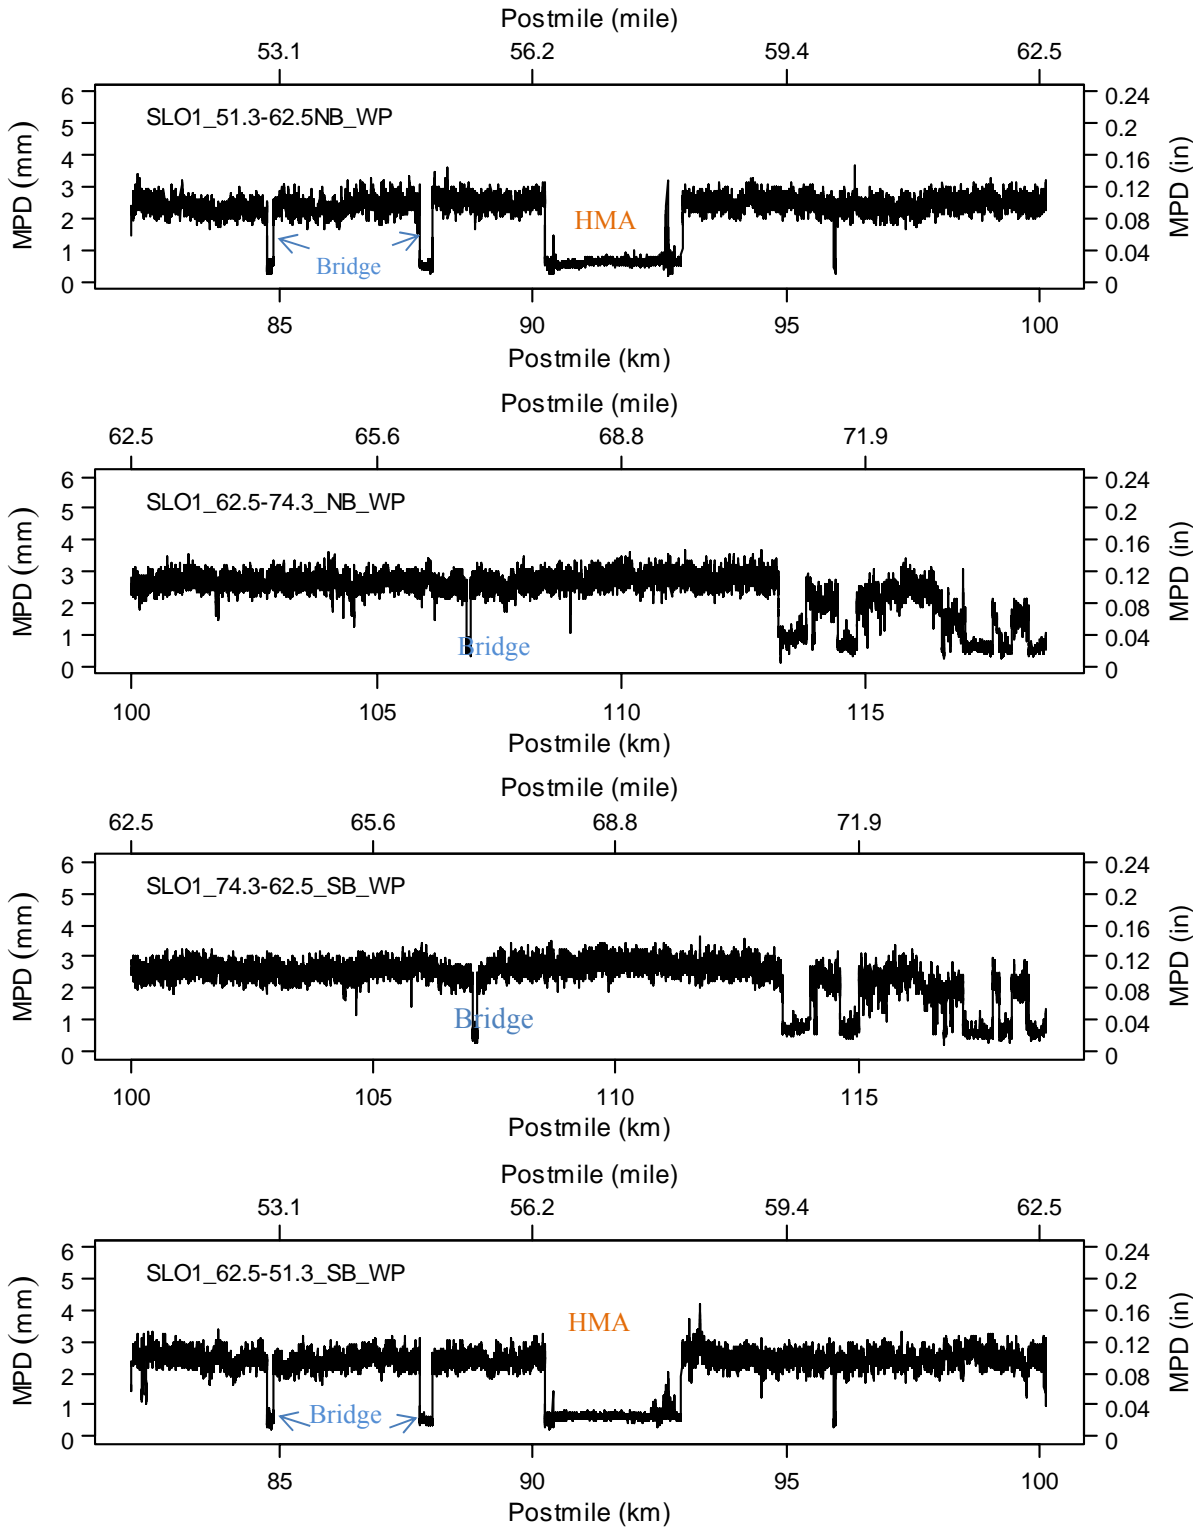 Postmile (mile)
53.1 56.2 59.4 62.5
SLO1_51.3-62.5NB_WP
MPD (mm)
6 5 4 3 2 1 0
0.24 0.2 0.16 0.12 0.08 0.04 0
MPD (in)
HMA
Bridge
85 90 95 100
Postmile (km)
Postmile (mile)
62.5 65.6 68.8 71.9
SLO1_62.5-74.3_NB_WP
MPD (mm)
6 5 4 3 2 1 0
0.24 0.2 0.16 0.12 0.08 0.04 0
MPD (in)
Bridge
100 105 110 115
Postmile (km)
Postmile (mile)
62.5 65.6 68.8 71.9
SLO1_74.3-62.5_SB_WP
MPD (mm)
6 5 4 3 2 1 0
0.24 0.2 0.16 0.12 0.08 0.04 0
MPD (in)
Bridge
100 105 110 115
Postmile (km)
Postmile (mile)
53.1 56.2 59.4 62.5
SLO1_62.5-51.3_SB_WP
MPD (mm)
6 5 4 3 2 1 0
0.24 0.2 0.16 0.12 0.08 0.04 0
MPD (in)
HMA
Bridge
85 90 95 100
Postmile (km)